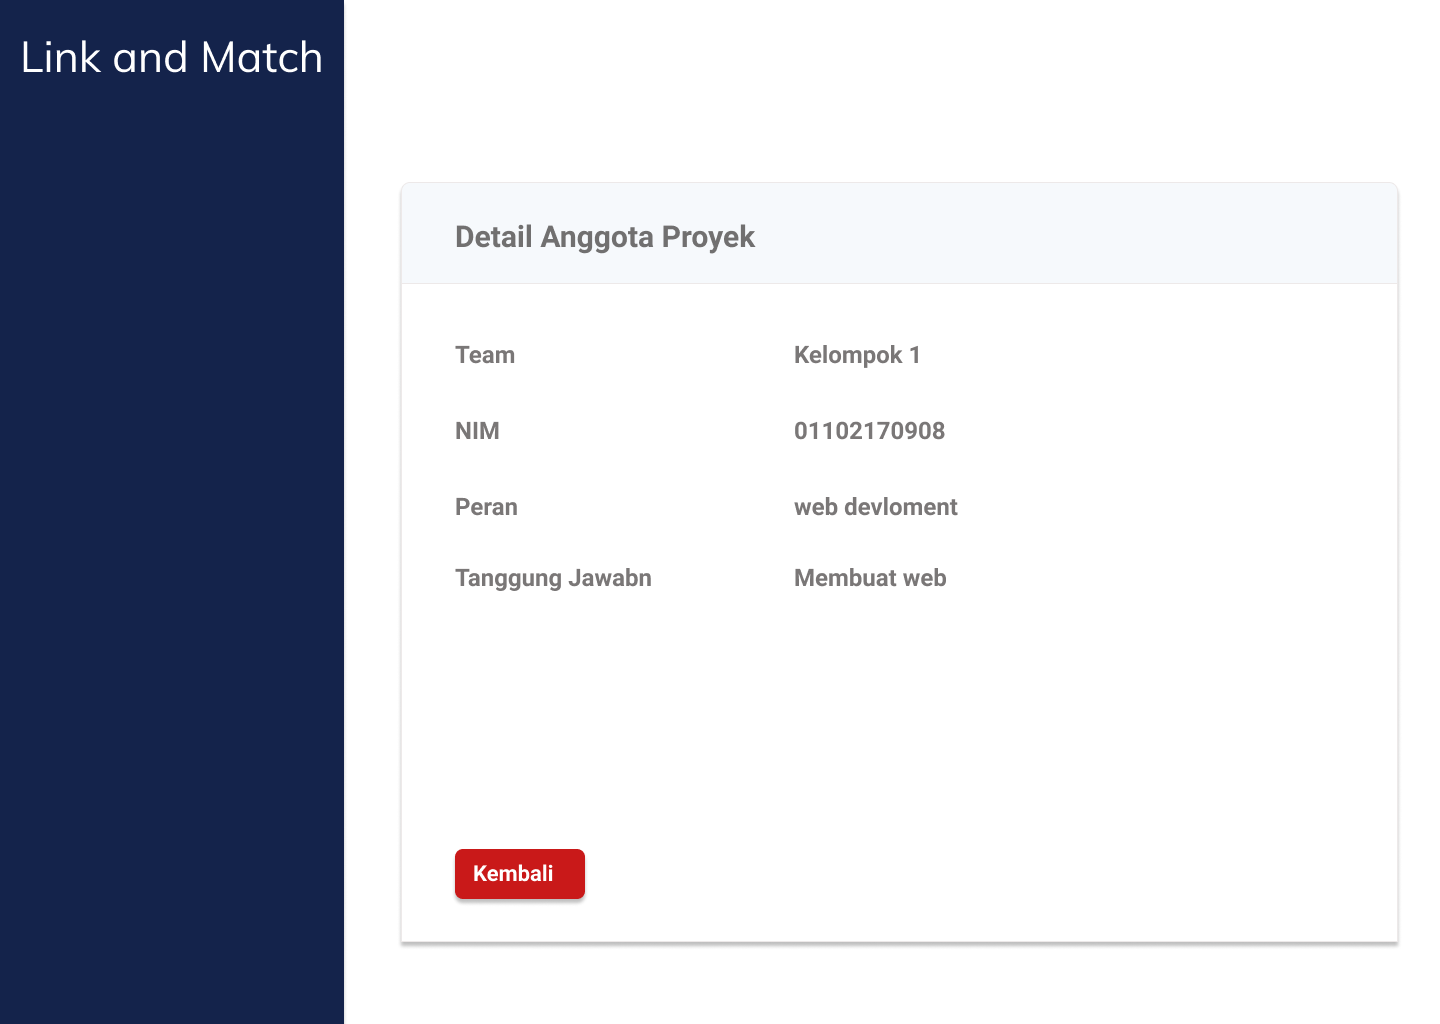 Link and Match
Detail Anggota Proyek
Team Kelompok 1
NIM 01102170908
Peran web devloment
Tanggung Jawabn Membuat web
Kembali